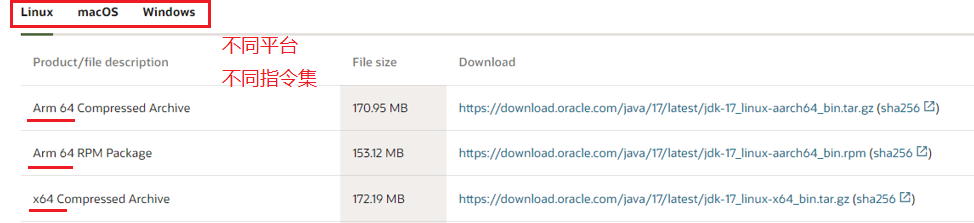 Linux macOS Windows
不同平台
Product/file description File size Download
不同指令集
Arm 64 Compressed Archive 170.95 MB https://download.oracle.com/java/17/latest/jdk-17_linux-aarch64_bin.tar.gz (sha256)
Arm 64 RPM Package 153.12 MB https://download.oracle.com/java/17/latest/jdk-17_linux-aarch64_bin.rpm (sha256)
x64 Compressed Archive 172.19 MB https://download.oracle.com/java/17/latest/jdk-17_linux-x64_bin.tar.gz (sha256)